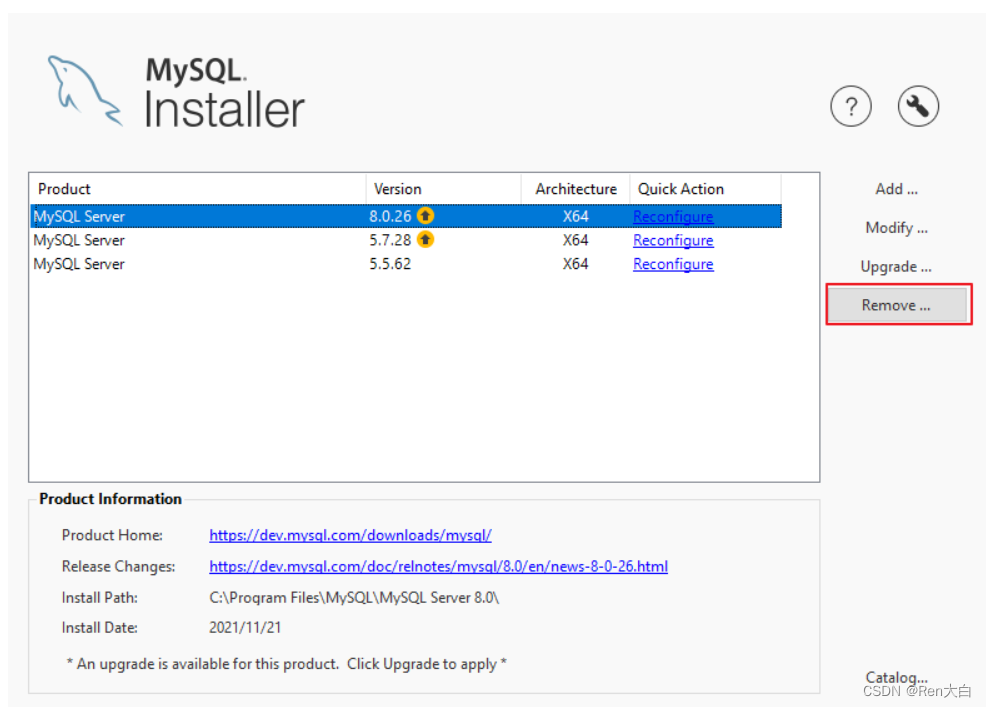 MySQL.
Installer
?
Product Version Architecture Quick Action
MySQL Server 8.0.26 X64 Reconfigure
MySQL Server 5.7.28 X64 Reconfigure
MySQL Server 5.5.62 X64 Reconfigure
Add ...
Modify ...
Upgrade ...
Remove ...
Product Information
Product Home: https://dev.mysql.com/downloads/mysql/
Release Changes: https://dev.mysql.com/doc/relnotes/mysql/8.0/en/news-8-0-26.html
Install Path: C:\Program Files\MySQL\MySQL Server 8.0\
Install Date: 2021/11/21
* An upgrade is available for this product. Click Upgrade to apply *
Catalog...
CSDN @Ren大白